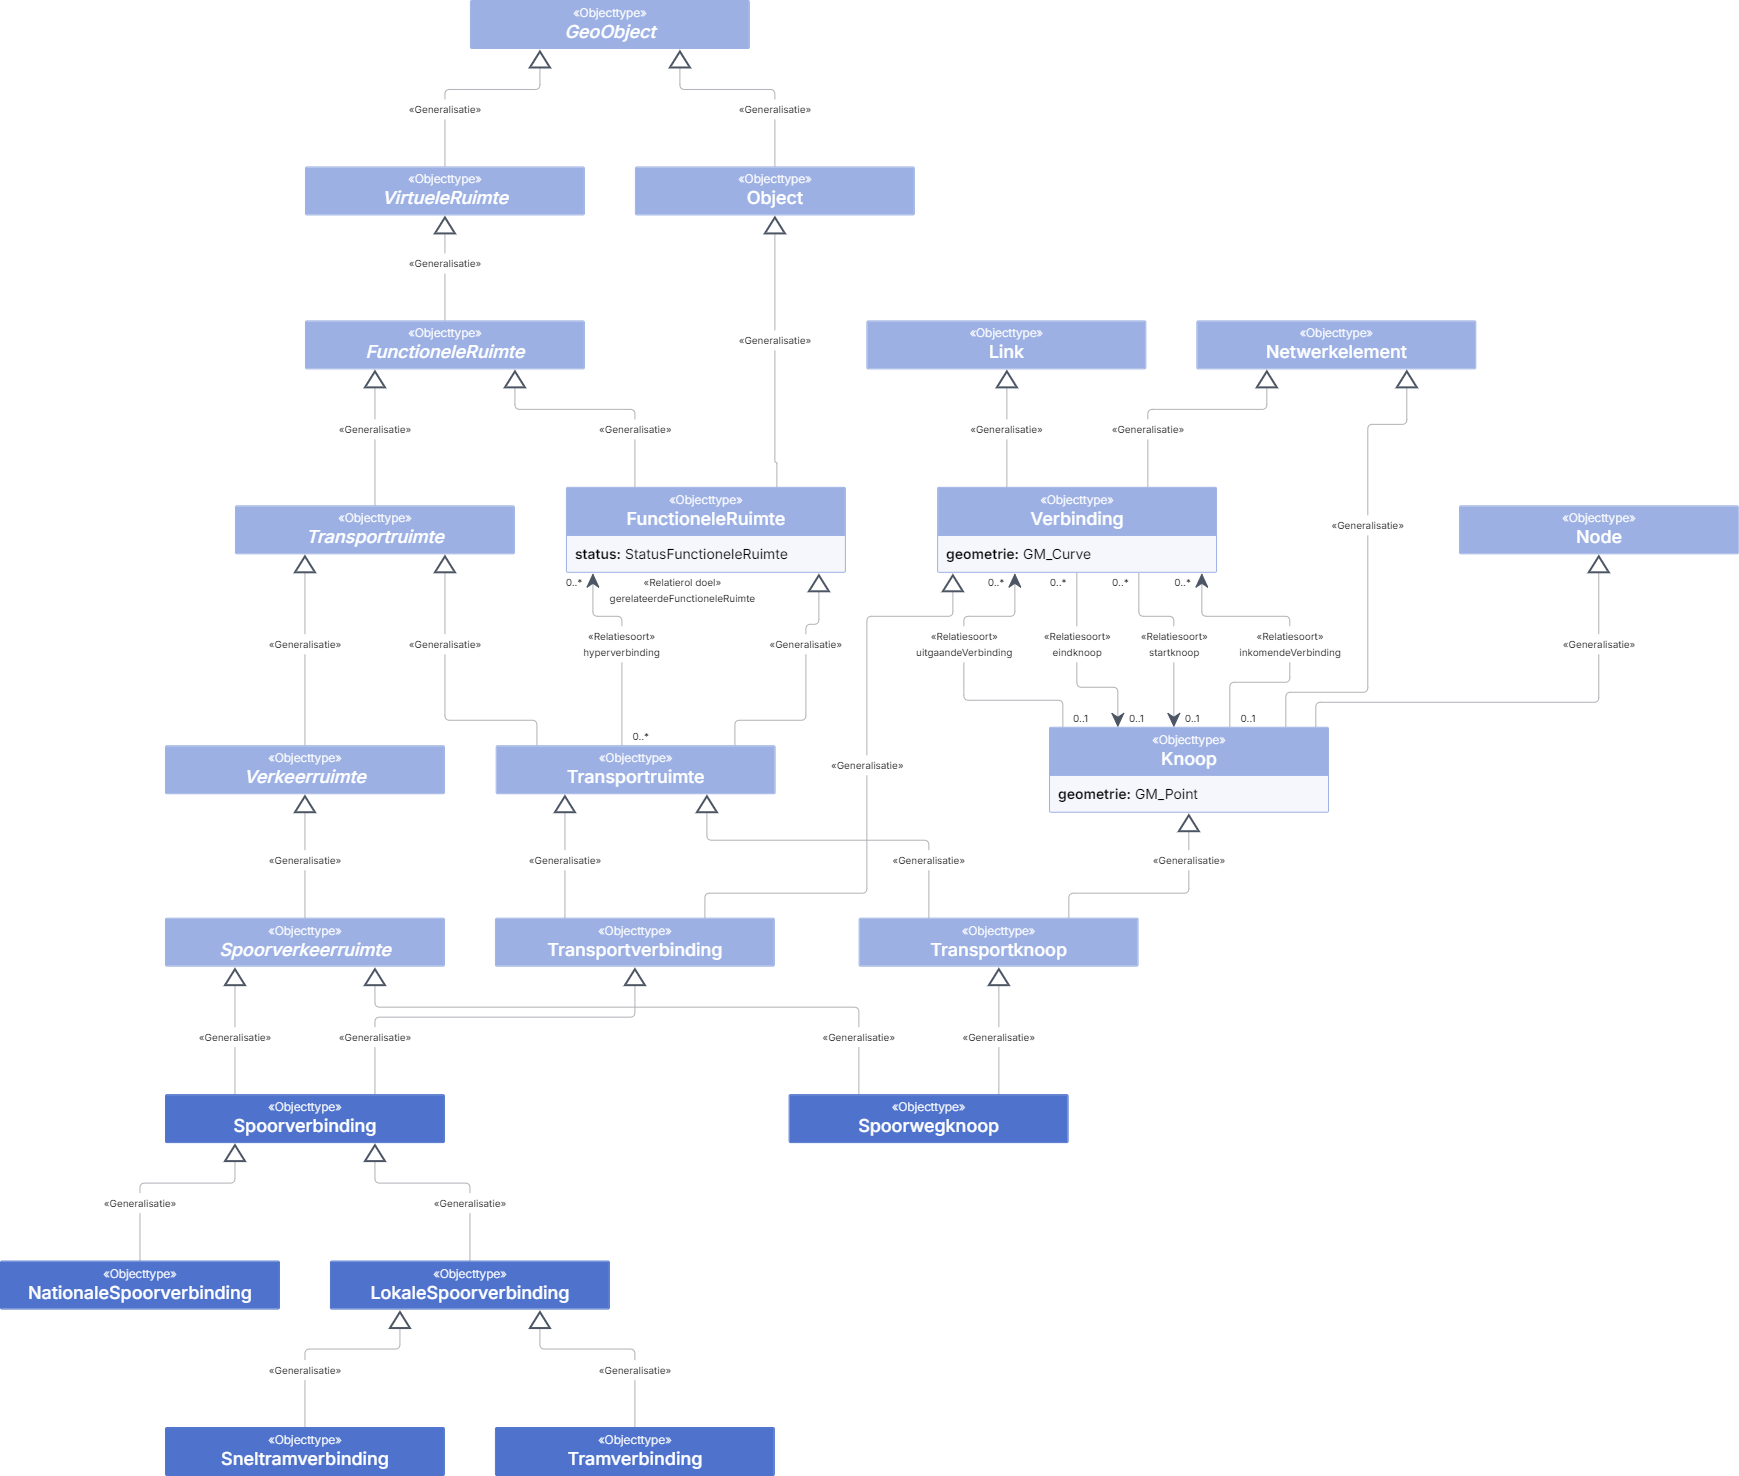 «Objecttype»
GeoObject
«Generalisatie»
«Generalisatie»
«Objecttype»
VirtueleRuimte
«Objecttype»
Object
«Generalisatie»
«Generalisatie»
«Objecttype»
FunctioneleRuimte
«Objecttype»
Link
«Objecttype»
Netwerkelement
«Generalisatie»
«Generalisatie»
«Generalisatie»
«Generalisatie»
«Objecttype»
FunctioneleRuimte
status: StatusFunctioneleRuimte
«Objecttype»
Verbinding
geometrie: GM_Curve
«Objecttype»
Transportruimte
«Generalisatie»
«Objecttype»
Node
0..*
«Relatierol doel»
gerelateerdeFunctioneleRuimte
0..*
0..*
0..*
0..*
«Generalisatie»
«Generalisatie»
«Relatiesoort»
hyperverbinding
«Generalisatie»
«Relatiesoort»
uitgaandeVerbinding
«Relatiesoort»
eindknoop
«Relatiesoort»
startknoop
«Relatiesoort»
inkomendeVerbinding
«Generalisatie»
0..*
0..1
0..1
0..1
0..1
«Objecttype»
Verkeerruimte
«Objecttype»
Transportruimte
«Generalisatie»
«Objecttype»
Knoop
geometrie: GM_Point
«Generalisatie»
«Generalisatie»
«Generalisatie»
«Generalisatie»
«Objecttype»
Spoorverkeerruimte
«Objecttype»
Transportverbinding
«Objecttype»
Transportknoop
«Generalisatie»
«Generalisatie»
«Generalisatie»
«Generalisatie»
«Objecttype»
Spoorverbinding
«Objecttype»
Spoorwegknoop
«Generalisatie»
«Generalisatie»
«Objecttype»
NationaleSpoorverbinding
«Objecttype»
LokaleSpoorverbinding
«Generalisatie»
«Generalisatie»
«Objecttype»
Sneltramverbinding
«Objecttype»
Tramverbinding